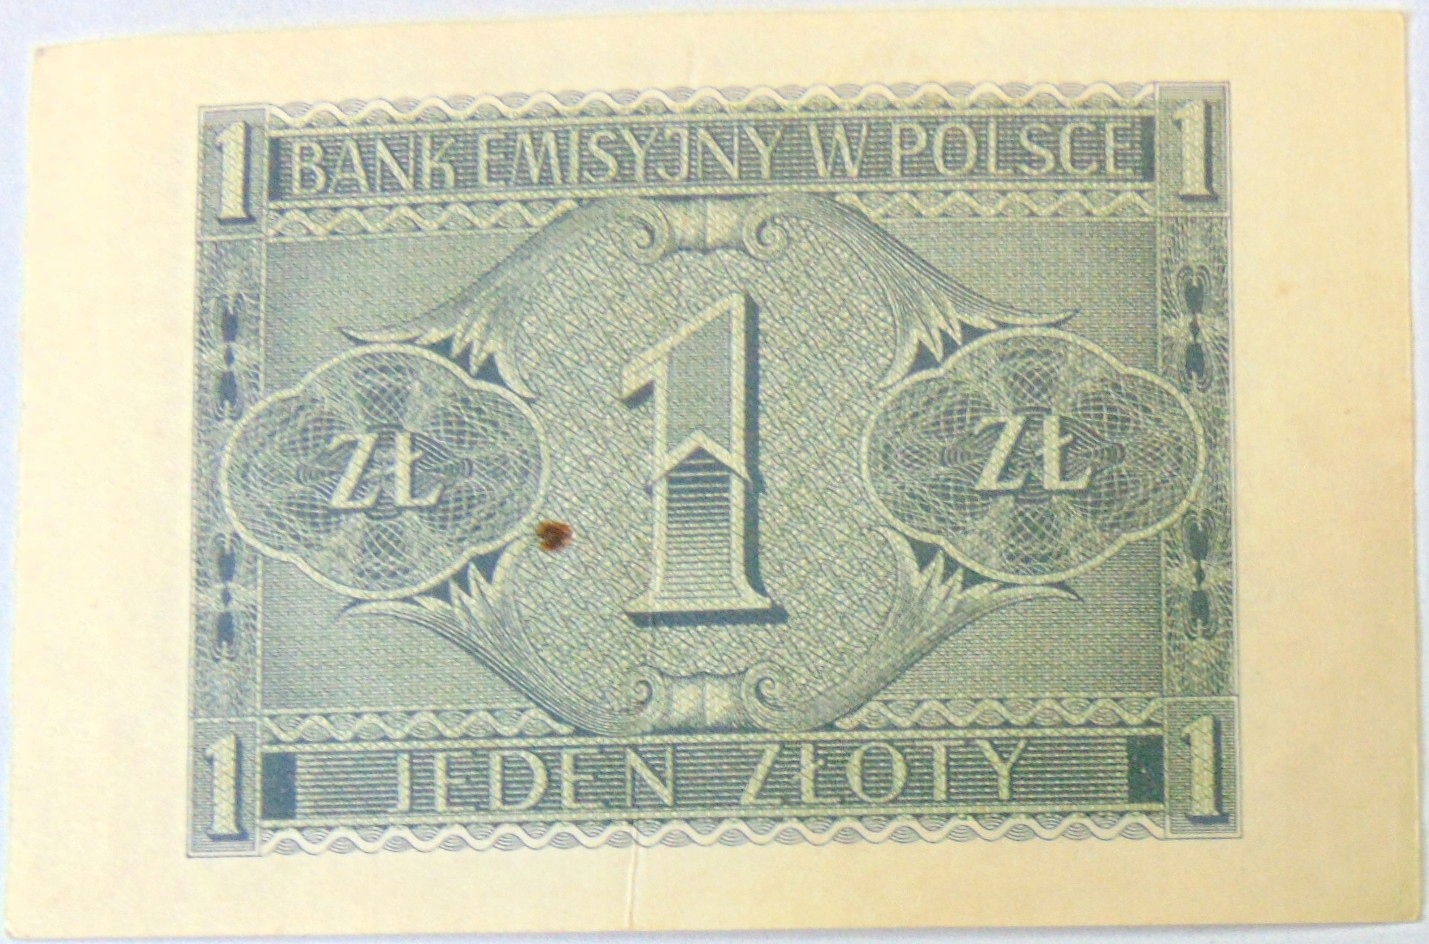 1 BANK EMISYJNY W POLSCE 1
ZŁ 1 ZŁ
1 JEDEN ZŁOTY 1